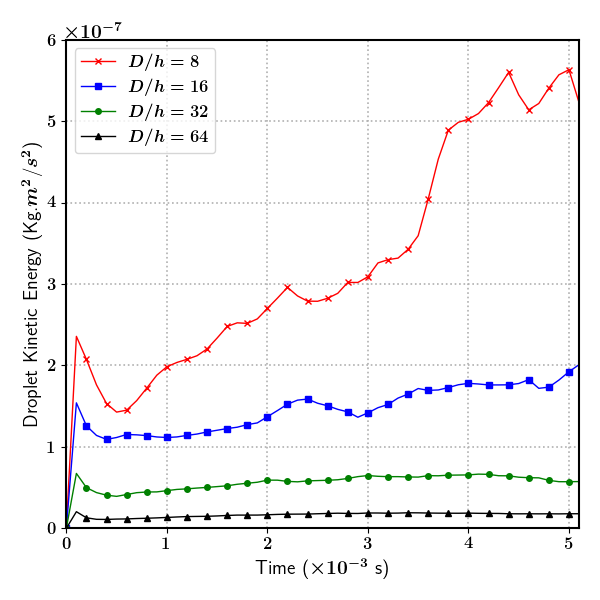 ×10⁻⁷
6
5
4
3
2
1
0
Droplet Kinetic Energy (Kg.m²/s²)
D/h = 8
D/h = 16
D/h = 32
D/h = 64
0 1 2 3 4 5
Time (×10⁻³ s)